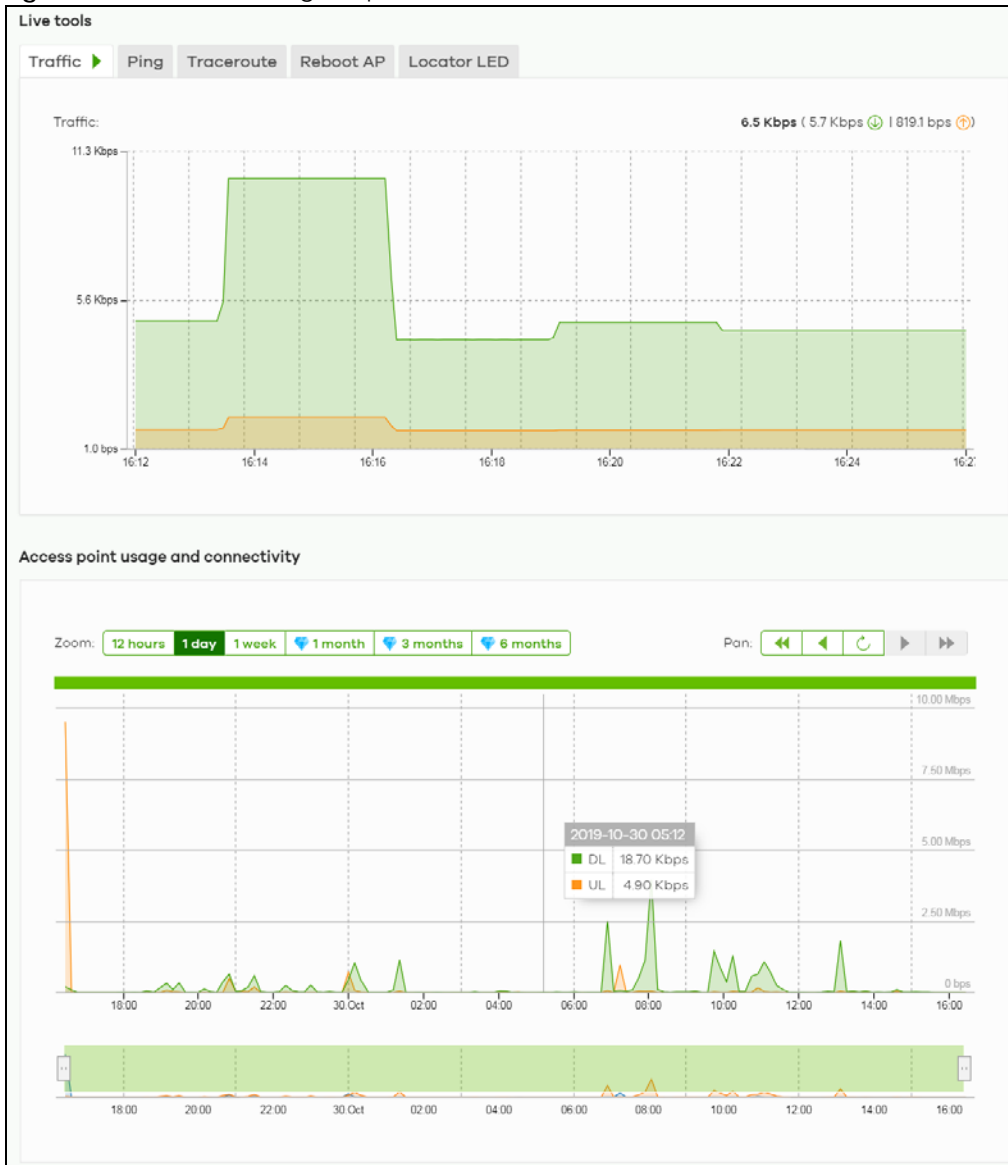 Live tools
Traffic Ping Traceroute Reboot AP Locator LED
Traffic: 6.5 Kbps ( 5.7 Kbps | 819.1 bps )
11.3 Kbps
5.6 Kbps
1.0 bps
16:12 16:14 16:16 16:18 16:20 16:22 16:24 16:2
Access point usage and connectivity
Zoom: 12 hours 1 day 1 week 1 month 3 months 6 months Pan:
10.00 Mbps
7.50 Mbps
2019-10-30 05:12
5.00 Mbps
DL 18.70 Kbps
UL 4.90 Kbps
2.50 Mbps
0 bps
18:00 20:00 22:00 30.Oct 02:00 04:00 06:00 08:00 10:00 12:00 14:00 16:00
18:00 20:00 22:00 30.Oct 02:00 04:00 06:00 08:00 10:00 12:00 14:00 16:00